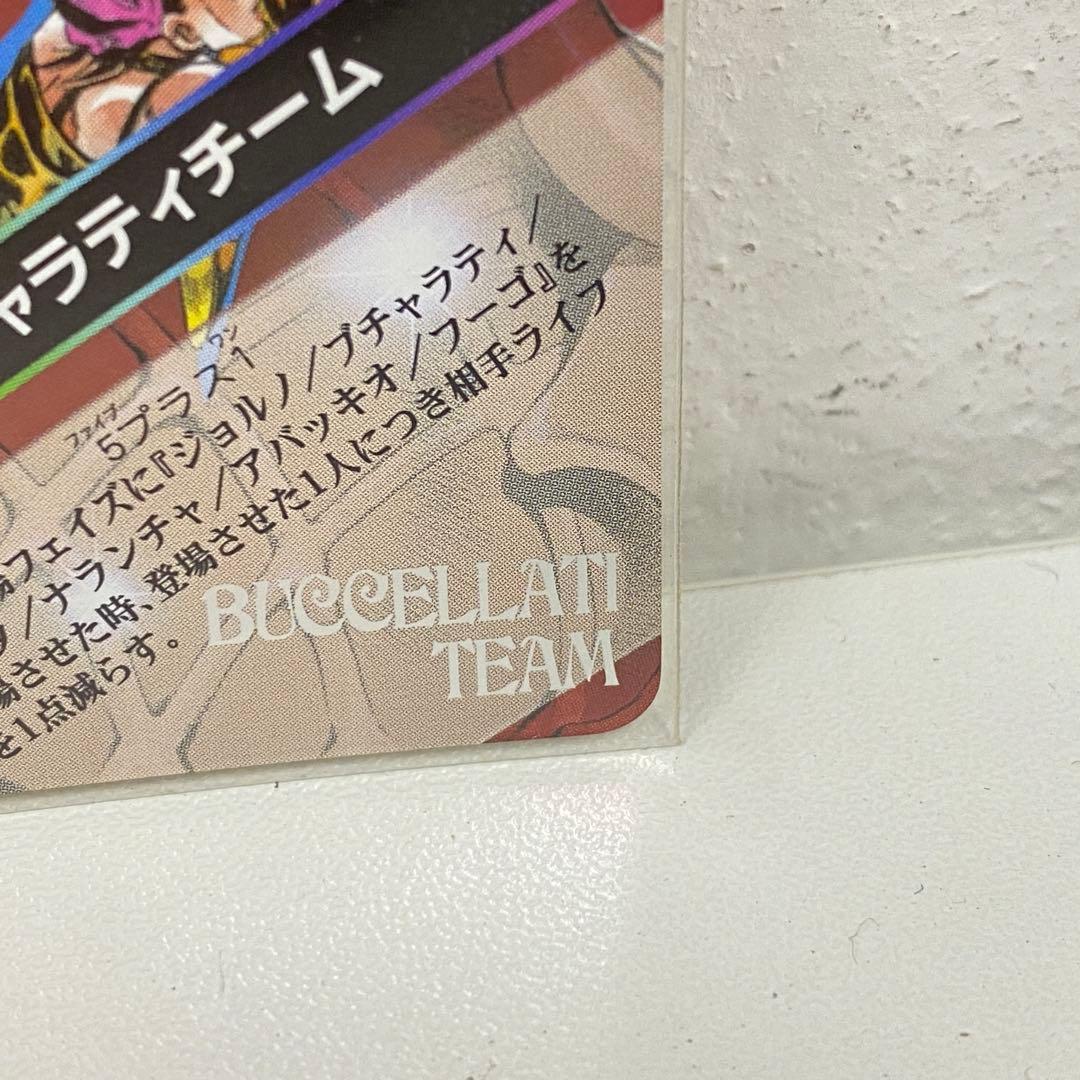 ャラティチーム
ファイブ ワン
5プラス1
場フェイズに『ジョルノ/ブチャラティ/
/ナランチャ/アバッキオ/フーゴ』を
場させた時、登場させた1人につき相手ライフ
を1点減らす。
BUCCELLATI
TEAM